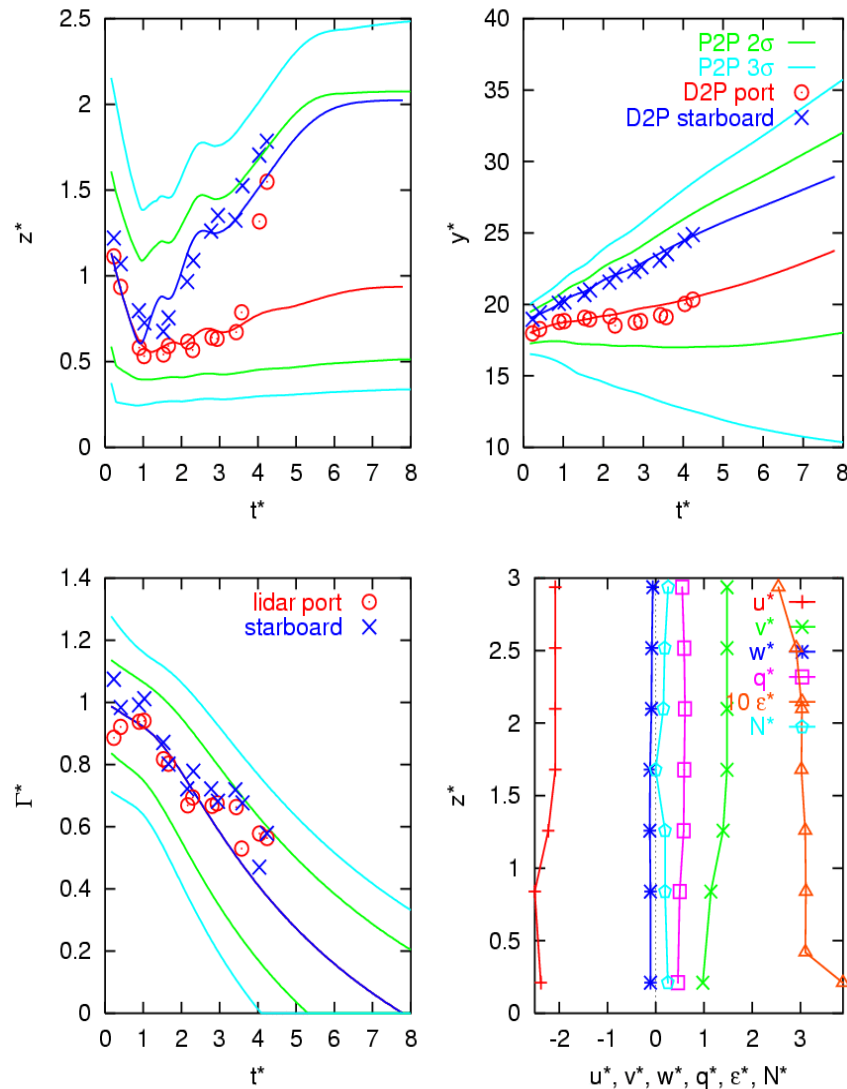 2.5
2
1.5
1
0.5
0
z*
0 1 2 3 4 5 6 7 8
t*
40
35
30
25
20
15
10
y*
P2P 2σ
P2P 3σ
D2P port
D2P starboard
0 1 2 3 4 5 6 7 8
t*
1.4
1.2
1
0.8
0.6
0.4
0.2
0
Γ*
lidar port
starboard
0 1 2 3 4 5 6 7 8
t*
3
2.5
2
1.5
1
0.5
0
z*
u*
v*
w*
q*
10 ε*
N*
-2 -1 0 1 2 3
u*, v*, w*, q*, ε*, N*